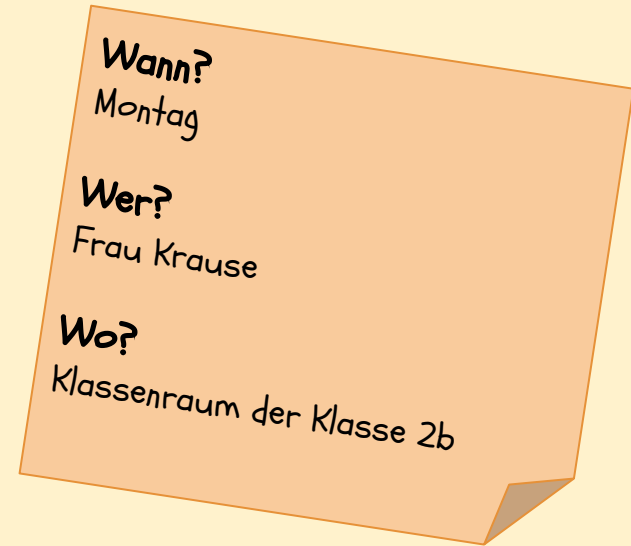 Wann?
Montag
Wer?
Frau Krause
Wo?
Klassenraum der Klasse 2b